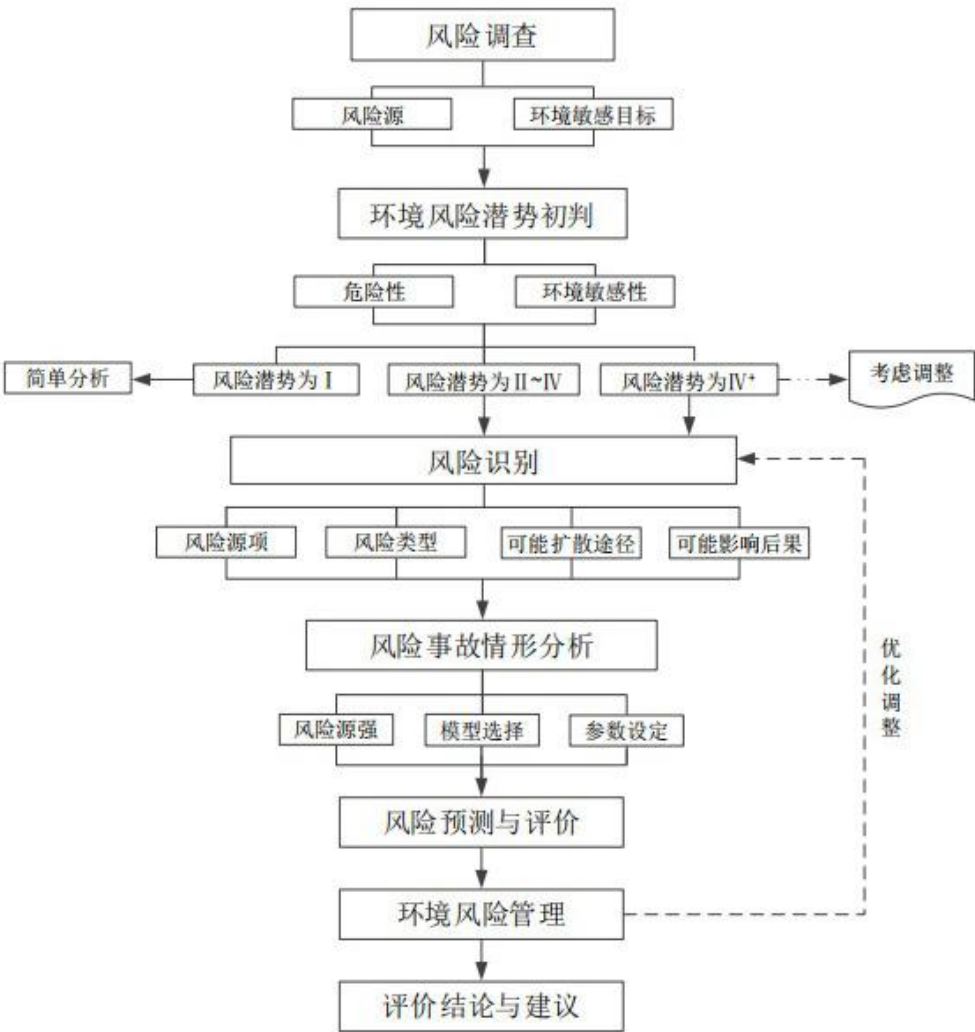 风险调查
风险源
环境敏感目标
环境风险潜势初判
危险性
环境敏感性
简单分析
风险潜势为Ⅰ
风险潜势为Ⅱ~Ⅳ
风险潜势为Ⅳ⁺
考虑调整
风险识别
风险源项
风险类型
可能扩散途径
可能影响后果
风险事故情形分析
优化调整
风险源强
模型选择
参数设定
风险预测与评价
环境风险管理
评价结论与建议